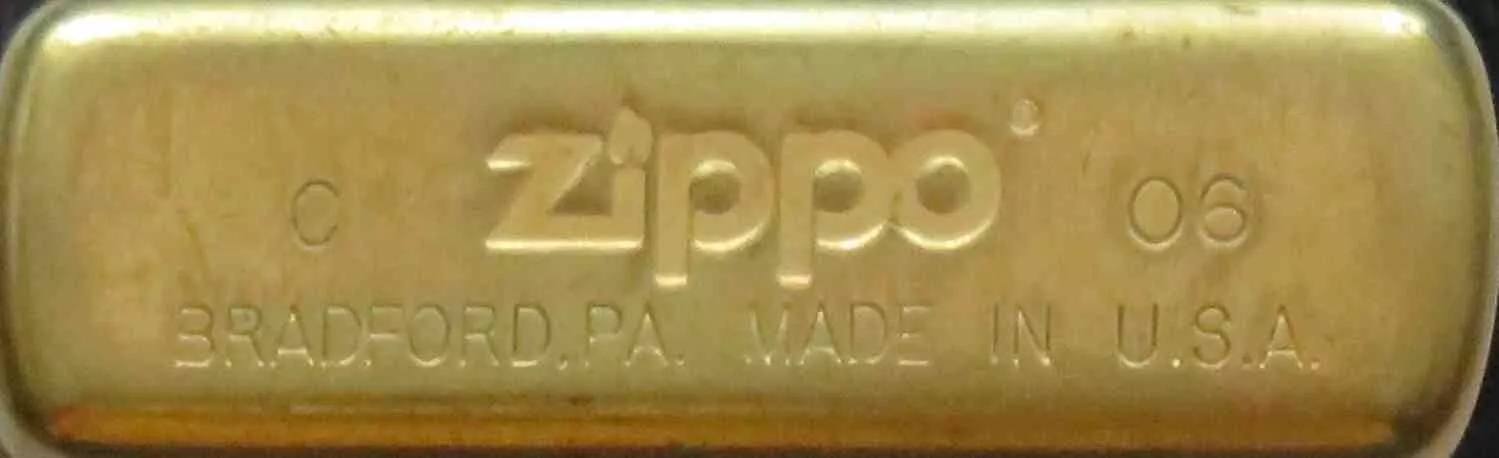 C zippo® 06
BRADFORD,PA. MADE IN U.S.A.